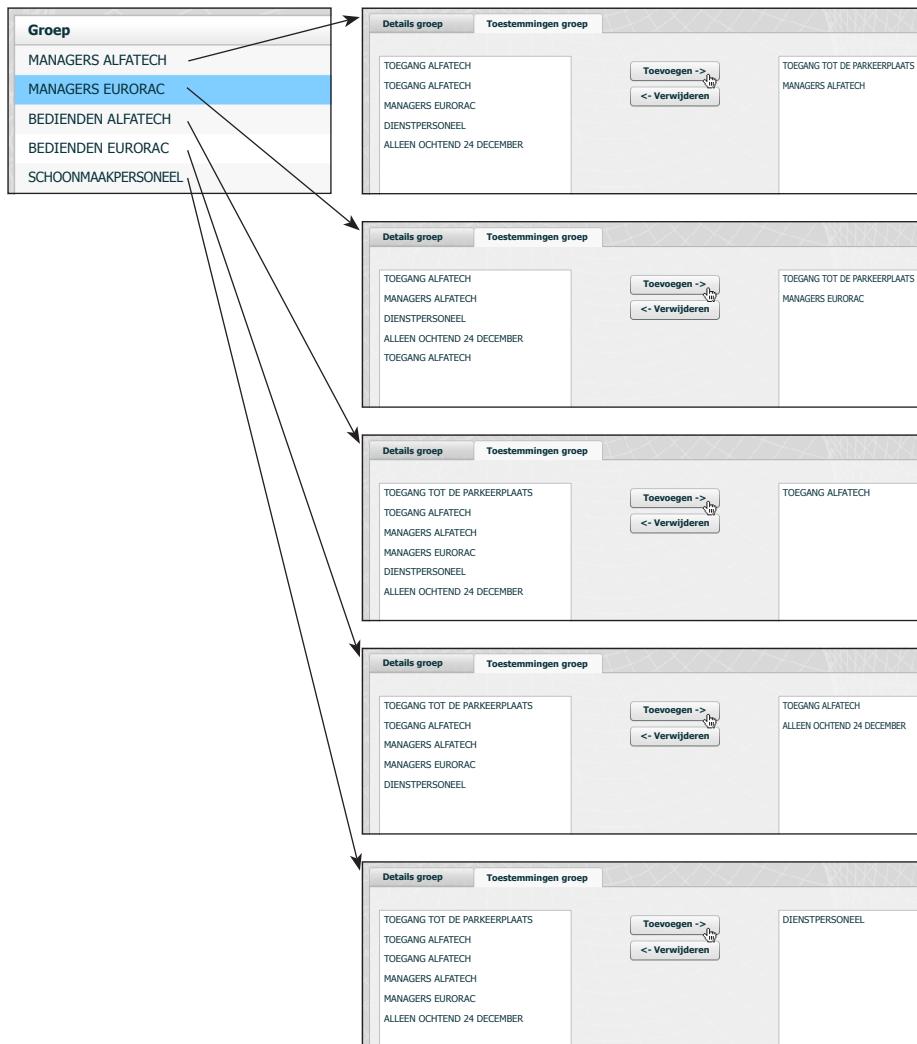 Groep
MANAGERS ALFATECH
MANAGERS EURORAC
BEDIENDEN ALFATECH
BEDIENDEN EURORAC
SCHOONMAAKPERSONEEL
Details groep Toestemmingen groep
TOEGANG ALFATECH
TOEGANG ALFATECH
MANAGERS EURORAC
DIENSTPERSONEEL
ALLEEN OCHTEND 24 DECEMBER
Toevoegen ->
<- Verwijderen
TOEGANG TOT DE PARKEERPLAATS
MANAGERS ALFATECH
Details groep Toestemmingen groep
TOEGANG ALFATECH
MANAGERS ALFATECH
DIENSTPERSONEEL
ALLEEN OCHTEND 24 DECEMBER
TOEGANG ALFATECH
Toevoegen ->
<- Verwijderen
TOEGANG TOT DE PARKEERPLAATS
MANAGERS EURORAC
Details groep Toestemmingen groep
TOEGANG TOT DE PARKEERPLAATS
TOEGANG ALFATECH
MANAGERS ALFATECH
MANAGERS EURORAC
DIENSTPERSONEEL
ALLEEN OCHTEND 24 DECEMBER
Toevoegen ->
<- Verwijderen
TOEGANG ALFATECH
Details groep Toestemmingen groep
TOEGANG TOT DE PARKEERPLAATS
TOEGANG ALFATECH
MANAGERS ALFATECH
MANAGERS EURORAC
DIENSTPERSONEEL
Toevoegen ->
<- Verwijderen
TOEGANG ALFATECH
ALLEEN OCHTEND 24 DECEMBER
Details groep Toestemmingen groep
TOEGANG TOT DE PARKEERPLAATS
TOEGANG ALFATECH
TOEGANG ALFATECH
MANAGERS ALFATECH
MANAGERS EURORAC
ALLEEN OCHTEND 24 DECEMBER
Toevoegen ->
<- Verwijderen
DIENSTPERSONEEL